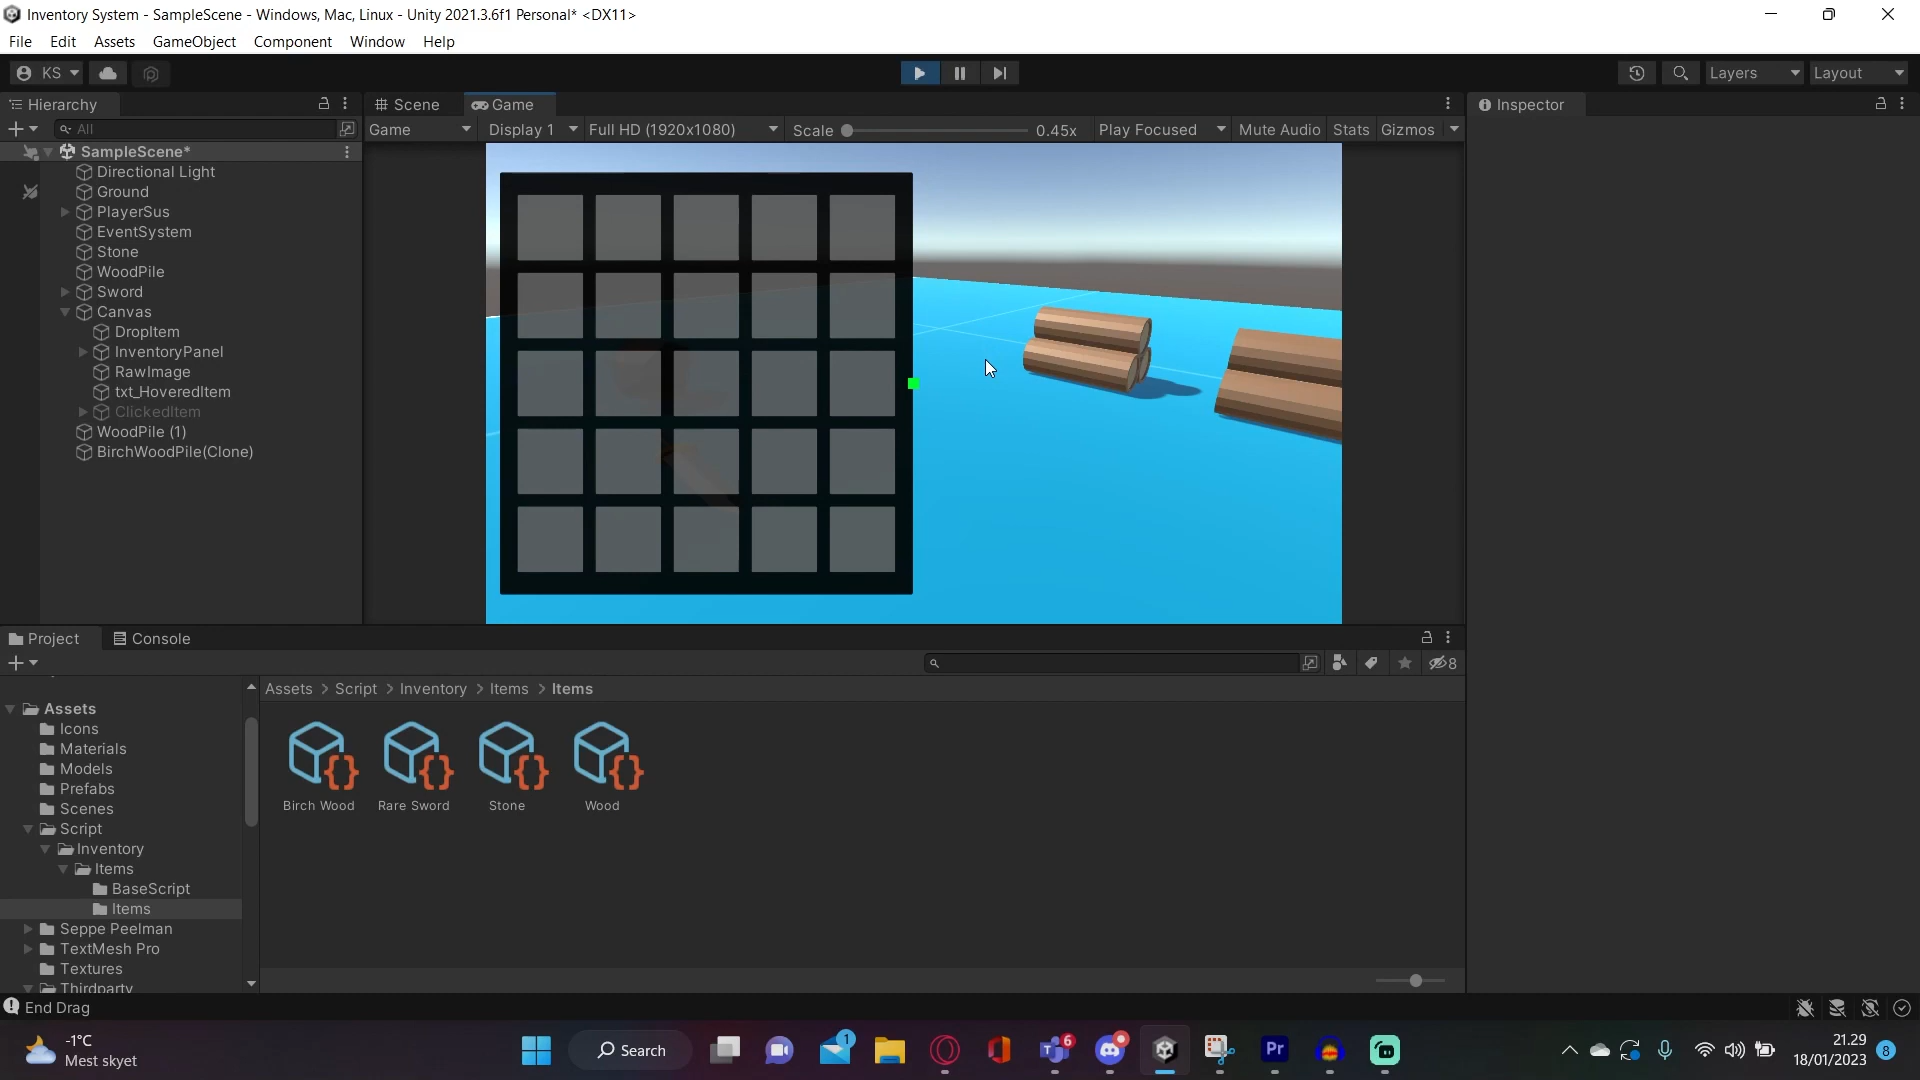 Inventory System - SampleScene - Windows, Mac, Linux - Unity 2021.3.6f1 Personal* <DX11>
File Edit Assets GameObject Component Window Help
KS Layers Layout
Hierarchy
All
SampleScene*
Directional Light
Ground
PlayerSus
EventSystem
Stone
WoodPile
Sword
Canvas
DropItem
InventoryPanel
RawImage
txt_HoveredItem
ClickedItem
WoodPile (1)
BirchWoodPile(Clone)
Scene Game
Game Display 1 Full HD (1920x1080) Scale 0.45x Play Focused Mute Audio Stats Gizmos
Inspector
Project Console
8
Assets
Icons
Materials
Models
Prefabs
Scenes
Script
Inventory
Items
BaseScript
Items
Seppe Peelman
TextMesh Pro
Textures
Thirdparty
Assets > Script > Inventory > Items > Items
Birch Wood Rare Sword Stone Wood
End Drag
-1°C
Mest skyet
Search
1
6
Pr
21.29
18/01/2023
8